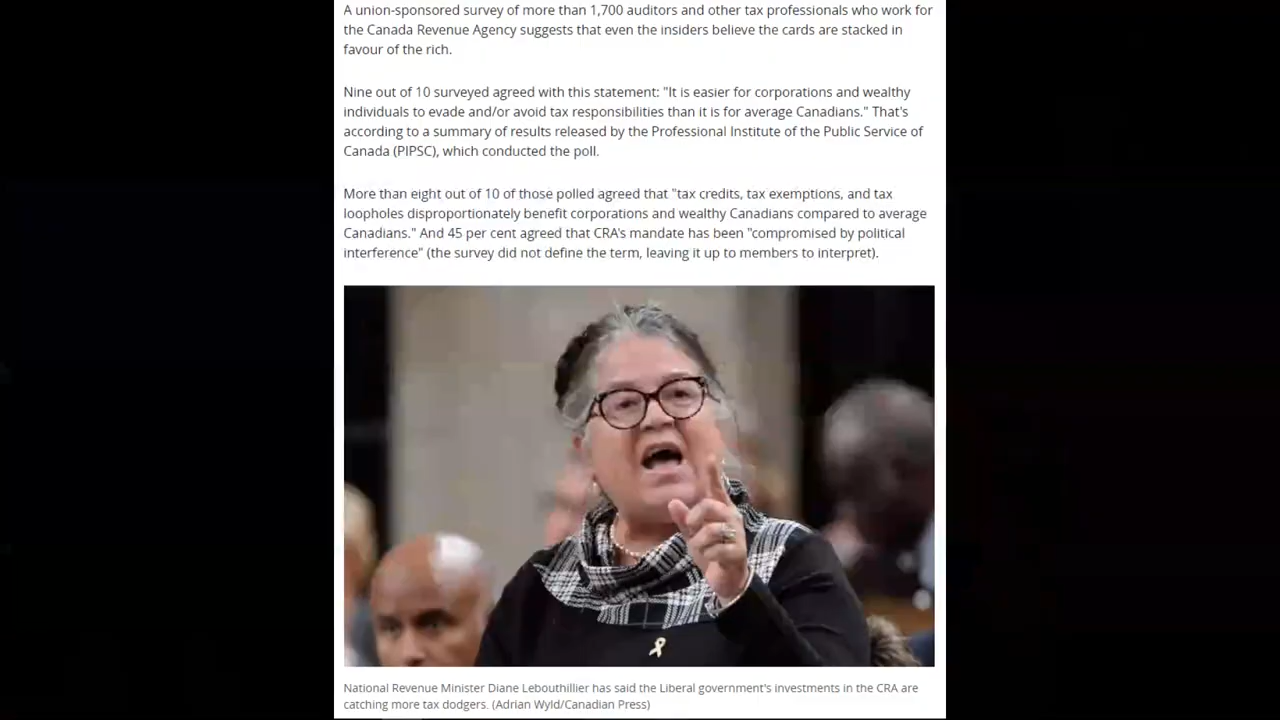 A union-sponsored survey of more than 1,700 auditors and other tax professionals who work for
the Canada Revenue Agency suggests that even the insiders believe the cards are stacked in
favour of the rich.
Nine out of 10 surveyed agreed with this statement: "It is easier for corporations and wealthy
individuals to evade and/or avoid tax responsibilities than it is for average Canadians." That's
according to a summary of results released by the Professional Institute of the Public Service of
Canada (PIPSC), which conducted the poll.
More than eight out of 10 of those polled agreed that "tax credits, tax exemptions, and tax
loopholes disproportionately benefit corporations and wealthy Canadians compared to average
Canadians." And 45 per cent agreed that CRA's mandate has been "compromised by political
interference" (the survey did not define the term, leaving it up to members to interpret).
National Revenue Minister Diane Lebouthillier has said the Liberal government's investments in the CRA are
catching more tax dodgers. (Adrian Wyld/Canadian Press)